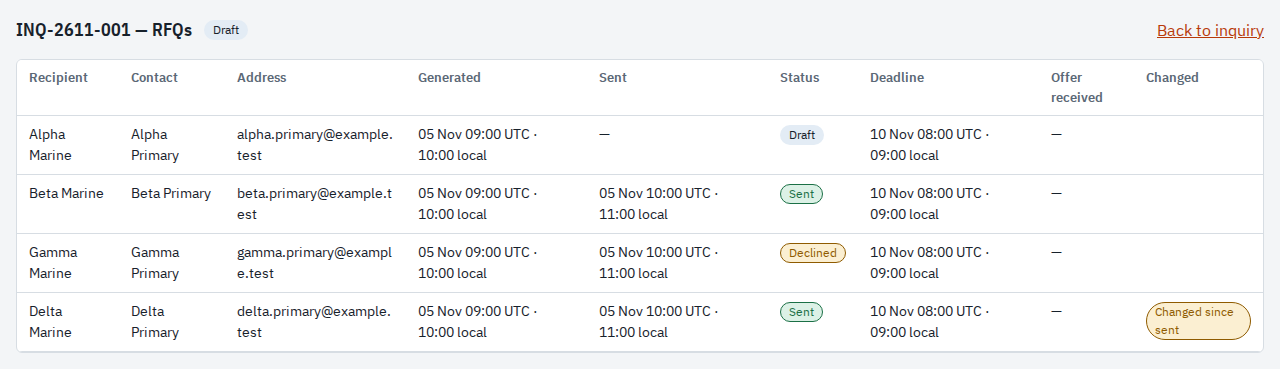 INQ-2611-001 — RFQs Draft Back to inquiry
Recipient Contact Address Generated Sent Status Deadline Offer received Changed
Alpha Marine Alpha Primary alpha.primary@example.test 05 Nov 09:00 UTC · 10:00 local — Draft 10 Nov 08:00 UTC · 09:00 local —
Beta Marine Beta Primary beta.primary@example.test 05 Nov 09:00 UTC · 10:00 local 05 Nov 10:00 UTC · 11:00 local Sent 10 Nov 08:00 UTC · 09:00 local —
Gamma Marine Gamma Primary gamma.primary@example.test 05 Nov 09:00 UTC · 10:00 local 05 Nov 10:00 UTC · 11:00 local Declined 10 Nov 08:00 UTC · 09:00 local —
Delta Marine Delta Primary delta.primary@example.test 05 Nov 09:00 UTC · 10:00 local 05 Nov 10:00 UTC · 11:00 local Sent 10 Nov 08:00 UTC · 09:00 local — Changed since sent